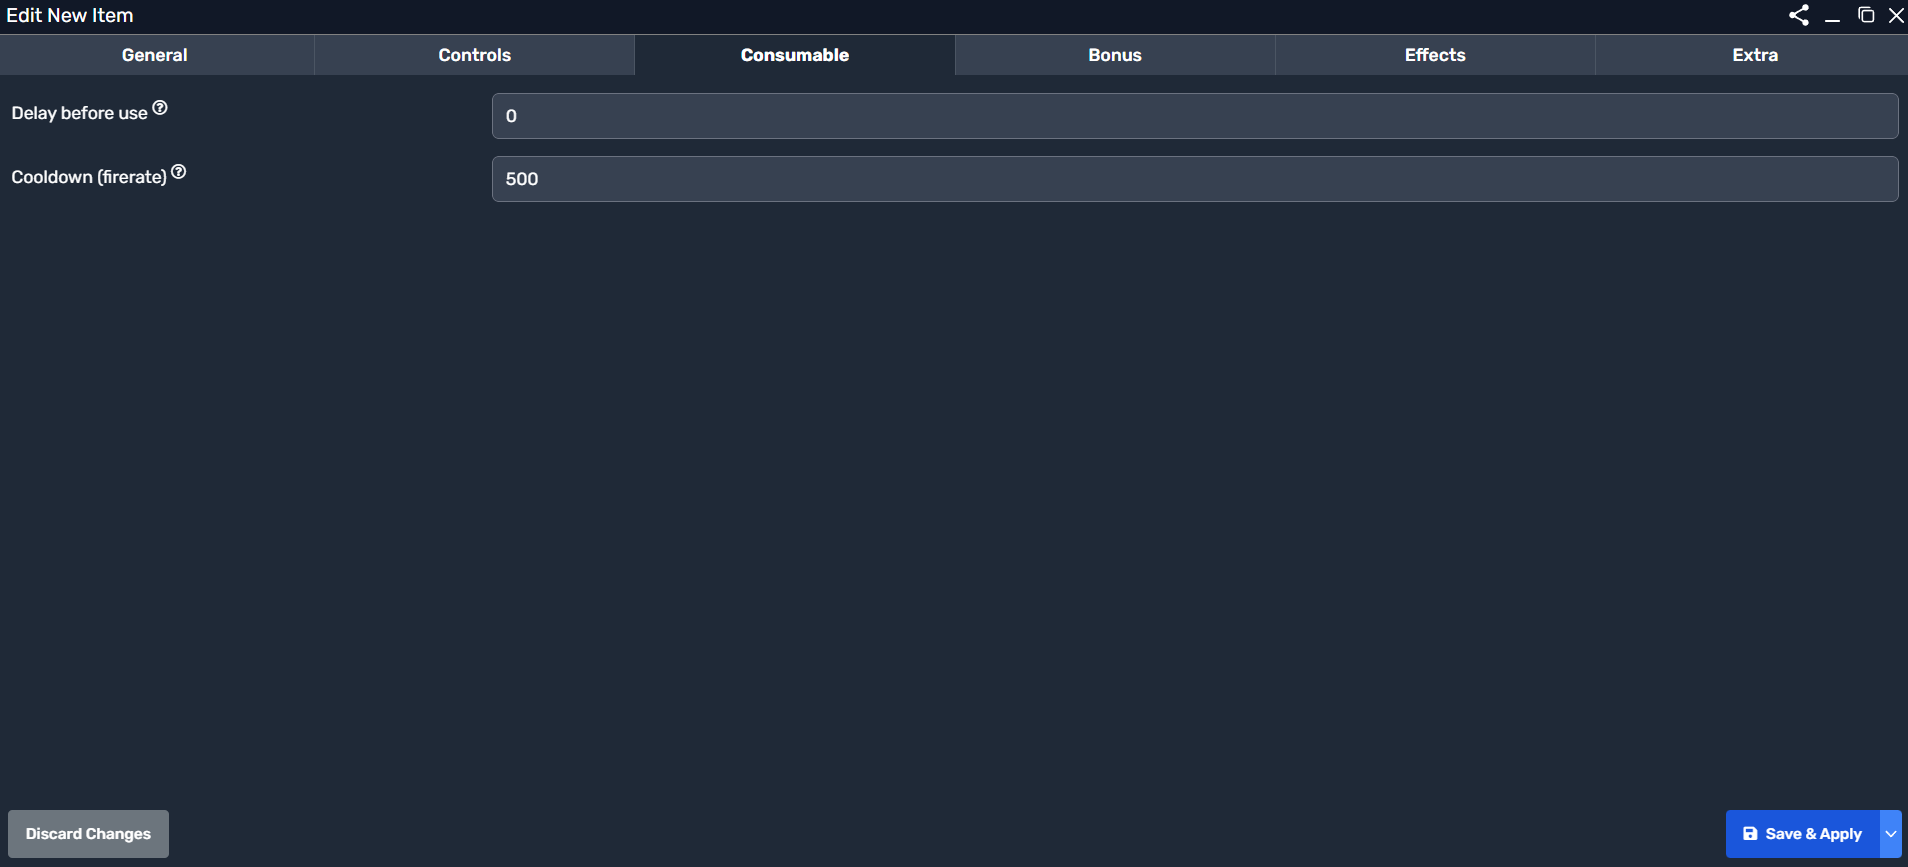 Edit New Item
General
Controls
Consumable
Bonus
Effects
Extra
Delay before use ?
0
Cooldown (firerate) ?
500
Discard Changes
Save & Apply